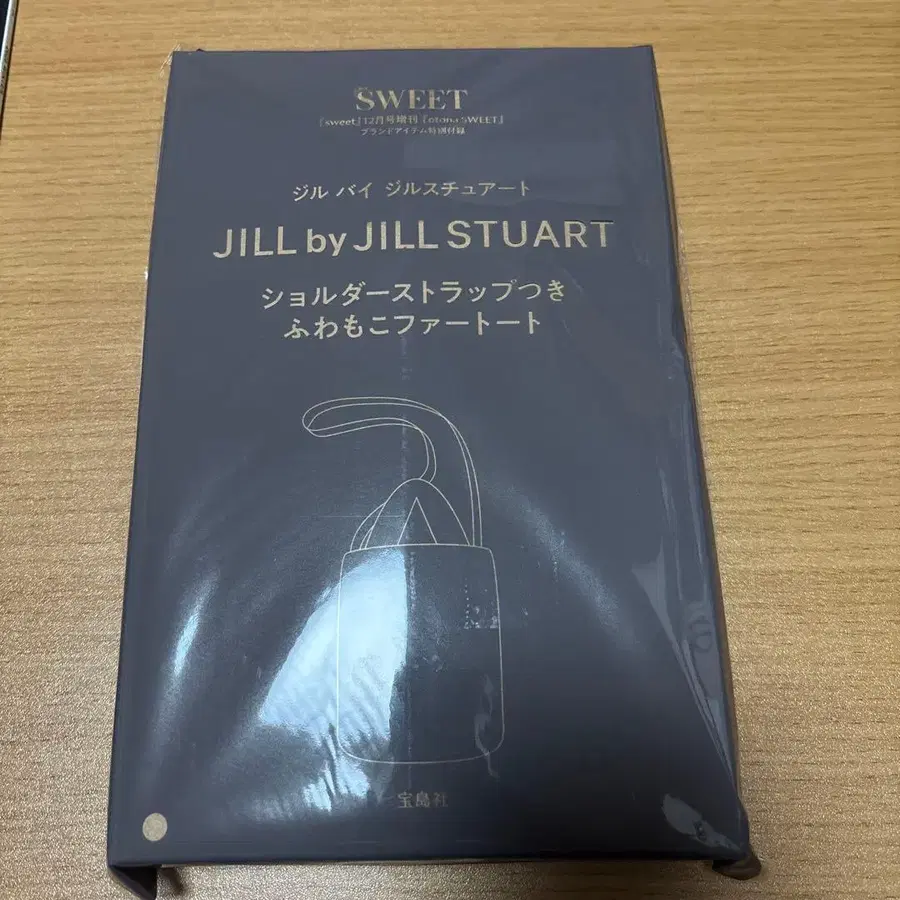 SWEET
『sweet』12月号増刊『otona SWEET』
ブランドアイテム特別付録
ジル バイ ジルスチュアート
JILL by JILL STUART
ショルダーストラップつき
ふわもこファートート
宝島社